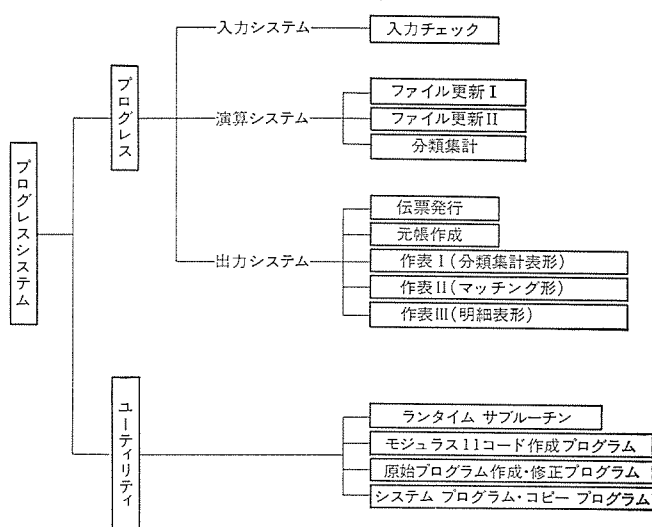 プログレスシステム
プログレス
入力システム
入力チェック
演算システム
ファイル更新Ⅰ
ファイル更新Ⅱ
分類集計
出力システム
伝票発行
元帳作成
作表Ⅰ(分類集計表形)
作表Ⅱ(マッチング形)
作表Ⅲ(明細表形)
ユーティリティ
ランタイム サブルーチン
モジュラス11コード作成プログラム
原始プログラム作成・修正プログラム
システム プログラム・コピー プログラム